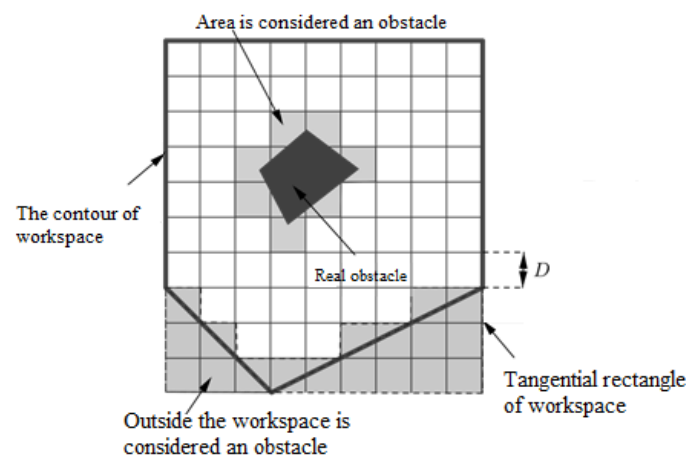 Area is considered an obstacle
The contour of
workspace
Real obstacle
D
Tangential rectangle
of workspace
Outside the workspace is
considered an obstacle